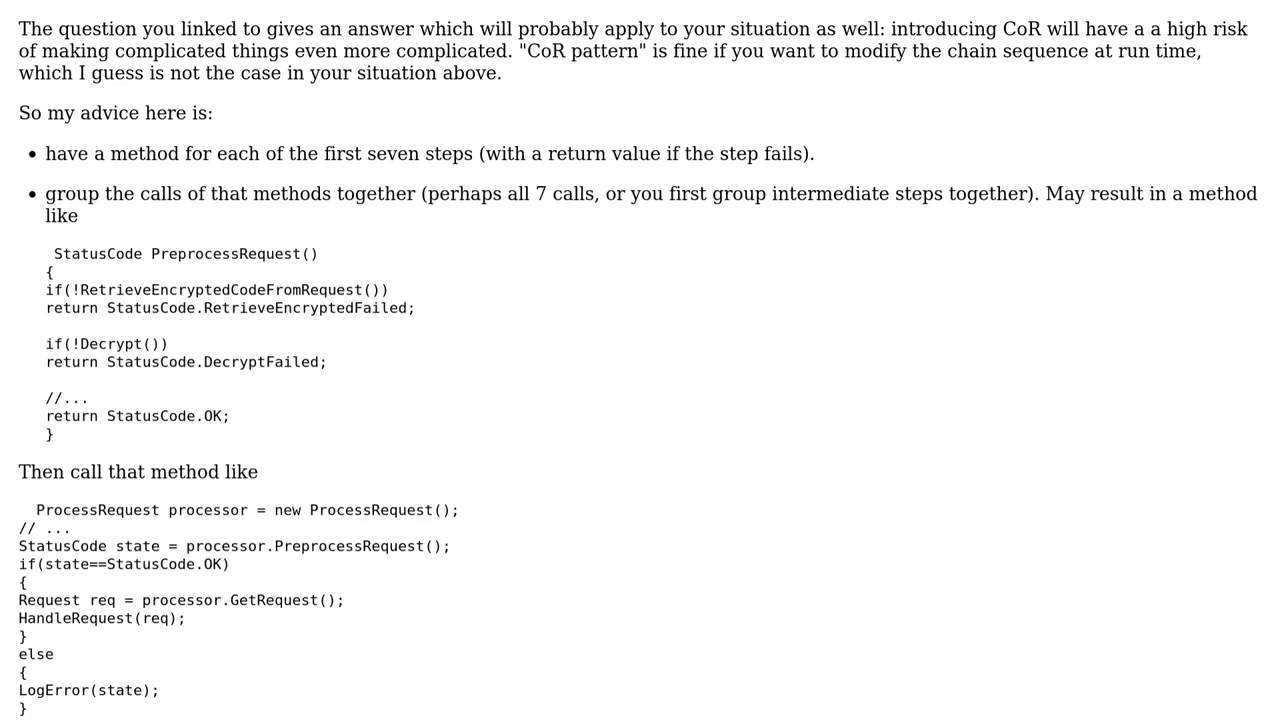 The question you linked to gives an answer which will probably apply to your situation as well: introducing CoR will have a a high risk
of making complicated things even more complicated. "CoR pattern" is fine if you want to modify the chain sequence at run time,
which I guess is not the case in your situation above.
So my advice here is:
• have a method for each of the first seven steps (with a return value if the step fails).
• group the calls of that methods together (perhaps all 7 calls, or you first group intermediate steps together). May result in a method
like
StatusCode PreprocessRequest()
{
if(!RetrieveEncryptedCodeFromRequest())
return StatusCode.RetrieveEncryptedFailed;
if(!Decrypt())
return StatusCode.DecryptFailed;
//...
return StatusCode.OK;
}
Then call that method like
ProcessRequest processor = new ProcessRequest();
// ...
StatusCode state = processor.PreprocessRequest();
if(state==StatusCode.OK)
{
Request req = processor.GetRequest();
HandleRequest(req);
}
else
{
LogError(state);
}